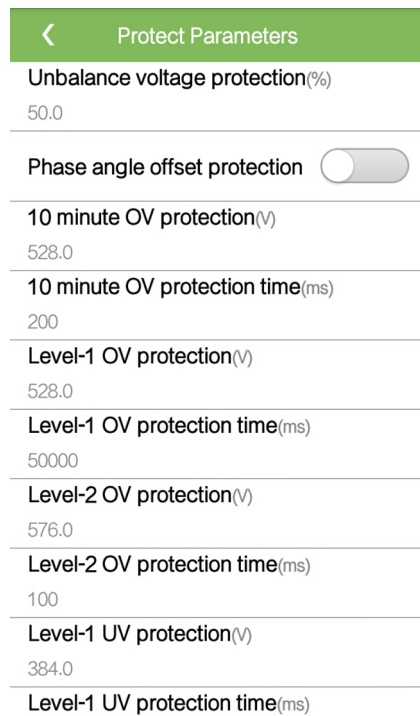 Protect Parameters
Unbalance voltage protection(%)
50.0
Phase angle offset protection
10 minute OV protection(V)
528.0
10 minute OV protection time(ms)
200
Level-1 OV protection(V)
528.0
Level-1 OV protection time(ms)
50000
Level-2 OV protection(V)
576.0
Level-2 OV protection time(ms)
100
Level-1 UV protection(V)
384.0
Level-1 UV protection time(ms)